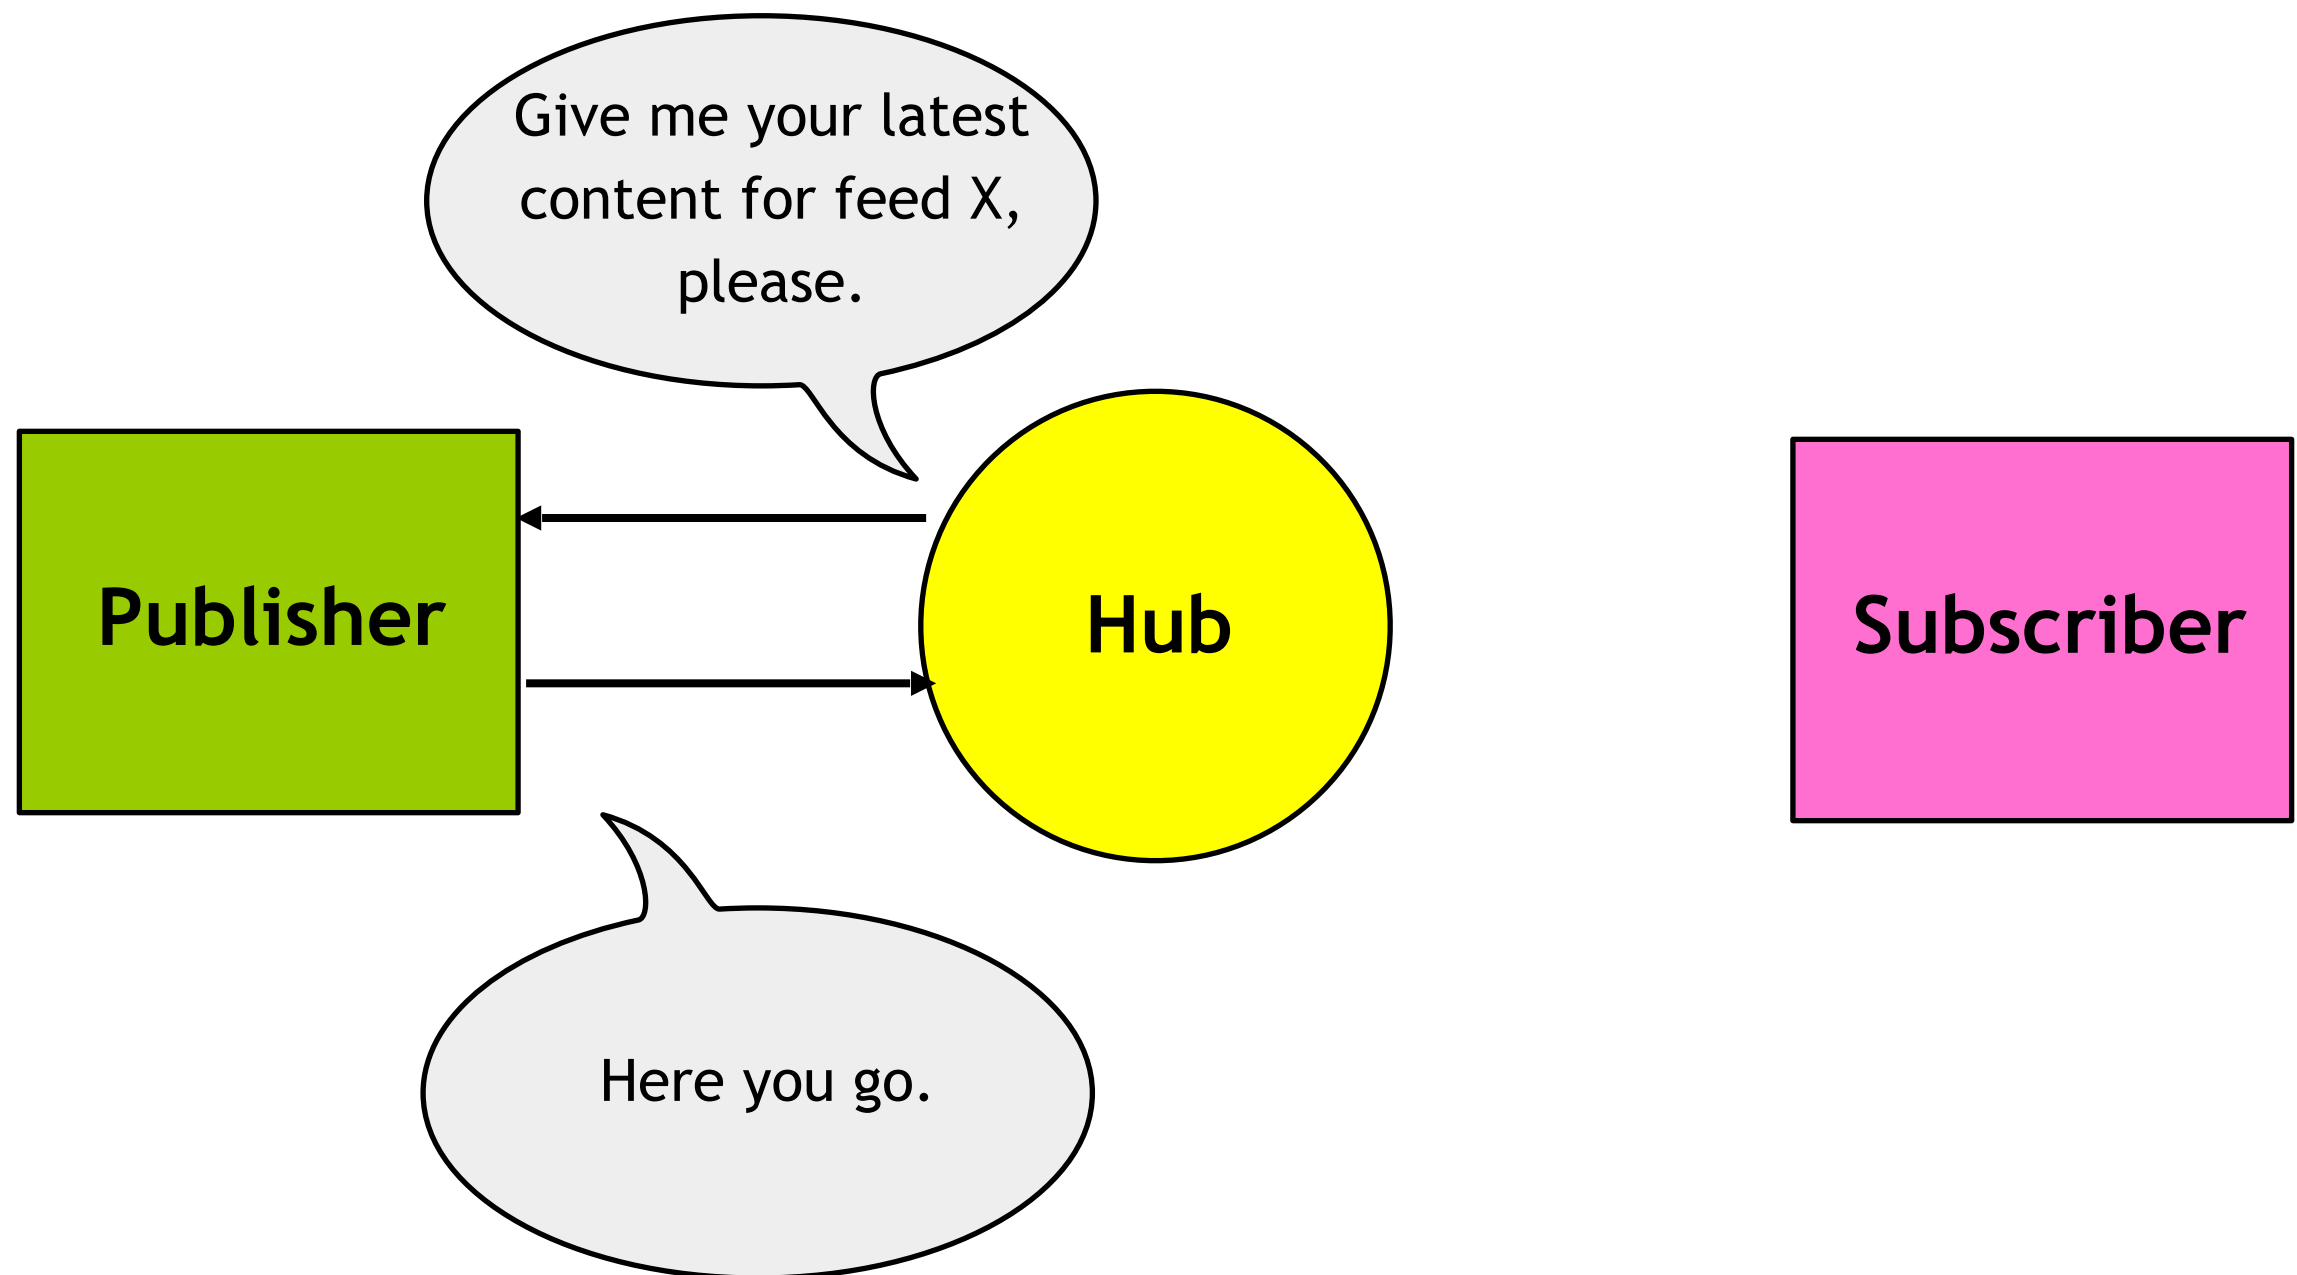 Give me your latest
content for feed X,
please.
Publisher
Hub
Subscriber
Here you go.